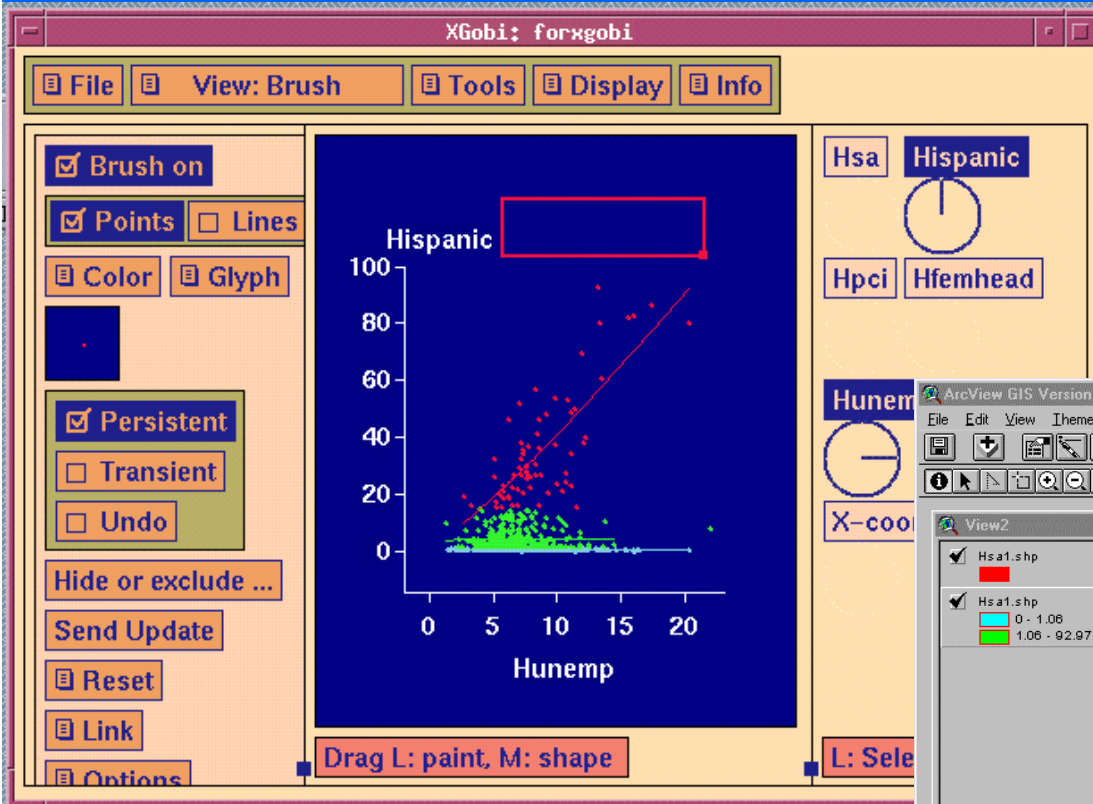 XGobi: forxgobi
File View: Brush Tools Display Info
Brush on
Points Lines
Color Glyph
Persistent
Transient
Undo
Hide or exclude ...
Send Update
Reset
Link
Options
Hispanic
100
80
60
40
20
0
0 5 10 15 20
Hunemp
Drag L: paint, M: shape
Hsa Hispanic
Hpci Hfemhead
Hunemp
X-coo
L: Sele
ArcView GIS Version
File Edit View Theme
View2
Hsa1.shp
Hsa1.shp
0 - 1.06
1.06 - 92.97